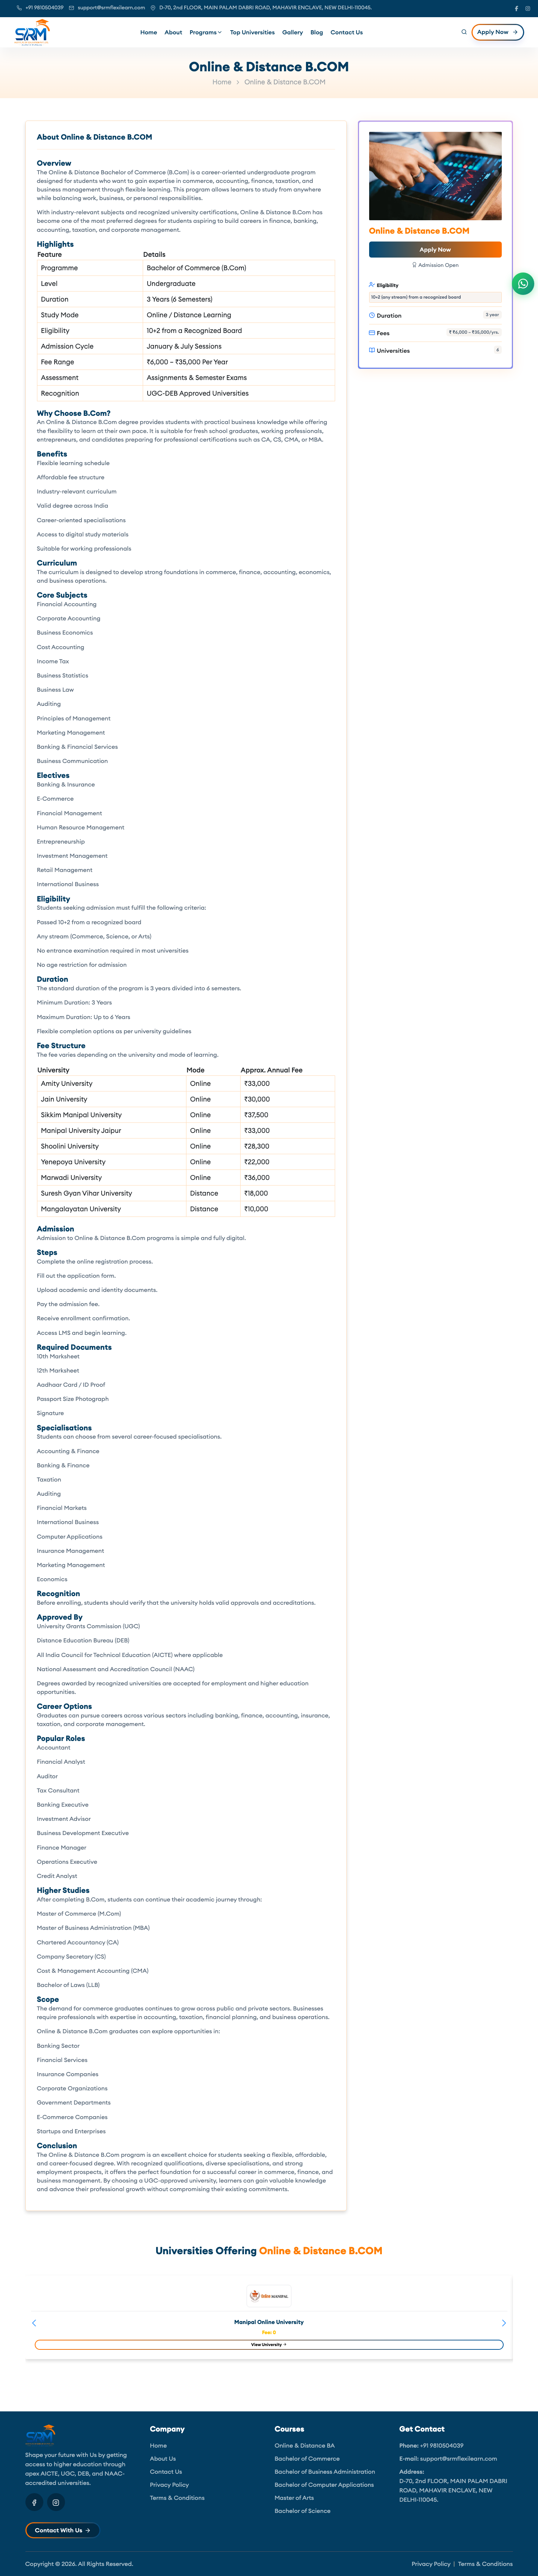 +91 9810504039 support@srmflexilearn.com D-70, 2nd FLOOR, MAIN PALAM DABRI ROAD, MAHAVIR ENCLAVE, NEW DELHI-110045.
SRM
Home About Programs Top Universities Gallery Blog Contact Us Apply Now
Online & Distance B.COM
Home > Online & Distance B.COM
About Online & Distance B.COM
Overview
The Online & Distance Bachelor of Commerce (B.Com) is a career-oriented undergraduate program
designed for students who want to gain expertise in commerce, accounting, finance, taxation, and
business management through flexible learning. This program allows learners to study from anywhere
while balancing work, business, or personal responsibilities.
With industry-relevant subjects and recognized university certifications, Online & Distance B.Com has
become one of the most preferred degrees for students aspiring to build careers in finance, banking,
accounting, taxation, and corporate management.
Highlights
Feature Details
Programme Bachelor of Commerce (B.Com)
Level Undergraduate
Duration 3 Years (6 Semesters)
Study Mode Online / Distance Learning
Eligibility 10+2 from a Recognized Board
Admission Cycle January & July Sessions
Fee Range ₹6,000 – ₹35,000 Per Year
Assessment Assignments & Semester Exams
Recognition UGC-DEB Approved Universities
Why Choose B.Com?
An Online & Distance B.Com degree provides students with practical business knowledge while offering
the flexibility to learn at their own pace. It is suitable for fresh school graduates, working professionals,
entrepreneurs, and candidates preparing for professional certifications such as CA, CS, CMA, or MBA.
Benefits
Flexible learning schedule
Affordable fee structure
Industry-relevant curriculum
Valid degree across India
Career-oriented specialisations
Access to digital study materials
Suitable for working professionals
Curriculum
The curriculum is designed to develop strong foundations in commerce, finance, accounting, economics,
and business operations.
Core Subjects
Financial Accounting
Corporate Accounting
Business Economics
Cost Accounting
Income Tax
Business Statistics
Business Law
Auditing
Principles of Management
Marketing Management
Banking & Financial Services
Business Communication
Electives
Banking & Insurance
E-Commerce
Financial Management
Human Resource Management
Entrepreneurship
Investment Management
Retail Management
International Business
Eligibility
Students seeking admission must fulfill the following criteria:
Passed 10+2 from a recognized board
Any stream (Commerce, Science, or Arts)
No entrance examination required in most universities
No age restriction for admission
Duration
The standard duration of the program is 3 years divided into 6 semesters.
Minimum Duration: 3 Years
Maximum Duration: Up to 6 Years
Flexible completion options as per university guidelines
Fee Structure
The fee varies depending on the university and mode of learning.
University Mode Approx. Annual Fee
Amity University Online ₹33,000
Jain University Online ₹30,000
Sikkim Manipal University Online ₹37,500
Manipal University Jaipur Online ₹33,000
Shoolini University Online ₹28,300
Yenepoya University Online ₹22,000
Marwadi University Online ₹36,000
Suresh Gyan Vihar University Distance ₹18,000
Mangalayatan University Distance ₹10,000
Admission
Admission to Online & Distance B.Com programs is simple and fully digital.
Steps
Complete the online registration process.
Fill out the application form.
Upload academic and identity documents.
Pay the admission fee.
Receive enrollment confirmation.
Access LMS and begin learning.
Required Documents
10th Marksheet
12th Marksheet
Aadhaar Card / ID Proof
Passport Size Photograph
Signature
Specialisations
Students can choose from several career-focused specialisations.
Accounting & Finance
Banking & Finance
Taxation
Auditing
Financial Markets
International Business
Computer Applications
Insurance Management
Marketing Management
Economics
Recognition
Before enrolling, students should verify that the university holds valid approvals and accreditations.
Approved By
University Grants Commission (UGC)
Distance Education Bureau (DEB)
All India Council for Technical Education (AICTE) where applicable
National Assessment and Accreditation Council (NAAC)
Degrees awarded by recognized universities are accepted for employment and higher education
opportunities.
Career Options
Graduates can pursue careers across various sectors including banking, finance, accounting, insurance,
taxation, and corporate management.
Popular Roles
Accountant
Financial Analyst
Auditor
Tax Consultant
Banking Executive
Investment Advisor
Business Development Executive
Finance Manager
Operations Executive
Credit Analyst
Higher Studies
After completing B.Com, students can continue their academic journey through:
Master of Commerce (M.Com)
Master of Business Administration (MBA)
Chartered Accountancy (CA)
Company Secretary (CS)
Cost & Management Accounting (CMA)
Bachelor of Laws (LLB)
Scope
The demand for commerce graduates continues to grow across public and private sectors. Businesses
require professionals with expertise in accounting, taxation, financial planning, and business operations.
Online & Distance B.Com graduates can explore opportunities in:
Banking Sector
Financial Services
Insurance Companies
Corporate Organizations
Government Departments
E-Commerce Companies
Startups and Enterprises
Conclusion
The Online & Distance B.Com program is an excellent choice for students seeking a flexible, affordable,
and career-focused degree. With recognized qualifications, diverse specialisations, and strong
employment prospects, it offers the perfect foundation for a successful career in commerce, finance, and
business management. By choosing a UGC-approved university, learners can gain valuable knowledge
and advance their professional growth without compromising their existing commitments.
Online & Distance B.COM
Apply Now
Admission Open
Eligibility
10+2 (any stream) from a recognized board
Duration 3 year
Fees ₹ ₹6,000 – ₹35,000/yrs.
Universities 6
Universities Offering Online & Distance B.COM
Online MANIPAL
Manipal Online University
View University →
Shape your future with Us by getting
access to higher education through
apex AICTE, UGC, DEB, and NAAC-
accredited universities.
Contact With Us →
Company
Home
About Us
Contact Us
Privacy Policy
Terms & Conditions
Courses
Online & Distance BA
Bachelor of Commerce
Bachelor of Business Administration
Bachelor of Computer Applications
Master of Arts
Bachelor of Science
Get Contact
Phone: +91 9810504039
E-mail: support@srmflexilearn.com
Address:
D-70, 2nd FLOOR, MAIN PALAM DABRI
ROAD, MAHAVIR ENCLAVE, NEW
DELHI-110045.
Copyright © 2026. All Rights Reserved.
Privacy Policy | Terms & Conditions